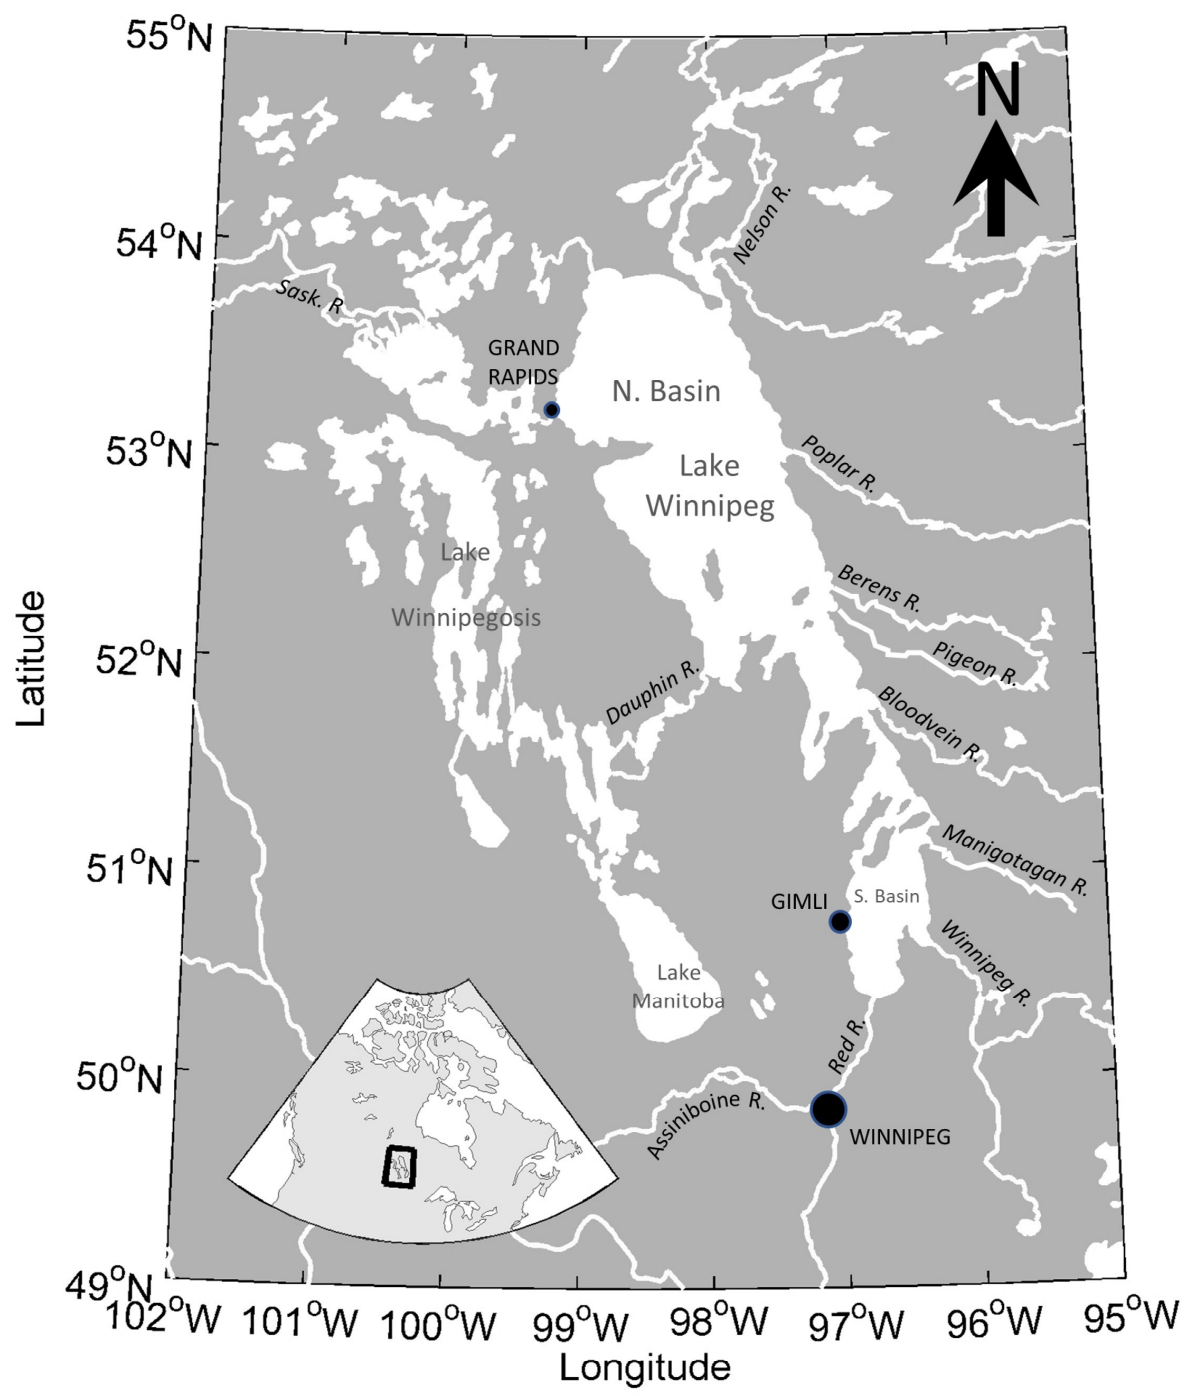 55°N
N
Nelson R.
54°N
Sask. R
GRAND
RAPIDS
N. Basin
53°N
Poplar R.
Lake
Winnipeg
Lake
Berens R.
Winnipegosis
52°N
Pigeon R.
Dauphin R.
Bloodvein R.
Latitude
51°N
Manigotagan R.
GIMLI
S. Basin
Winnipeg R.
Lake
Manitoba
Red R.
50°N
Assiniboine R.
WINNIPEG
49°N
102°W 101°W 100°W 99°W 98°W 97°W 96°W 95°W
Longitude